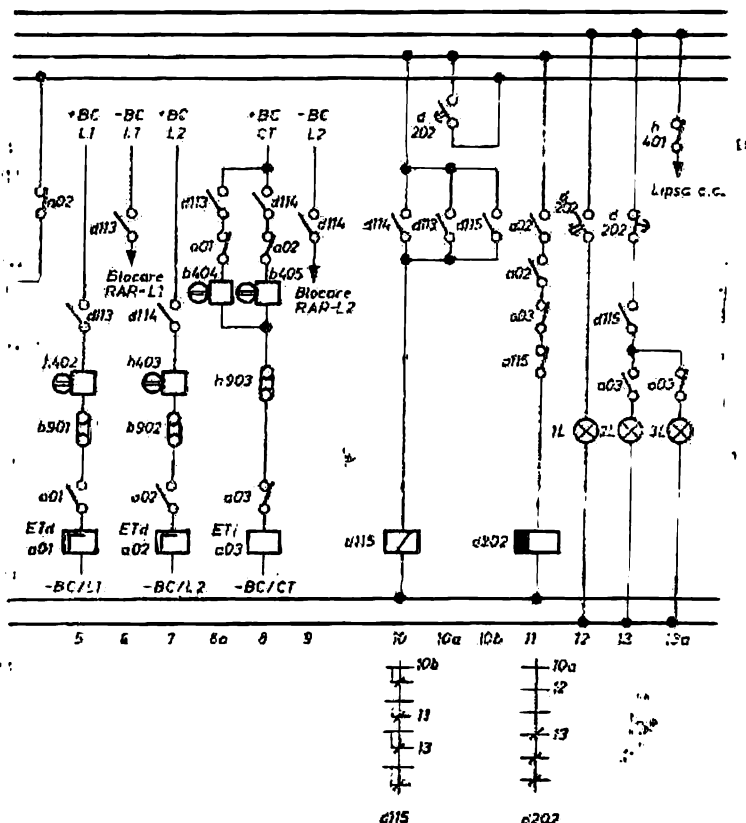 +BC -BC +BC +BC -BC
L1 L1 L2 CT L2
d 202
h 401
Lipsa c.c.
a02
d113
d113 d114
d114
d114 d113 d115
a02
d 202
d 202
a01 a02
Blocare
RAR-L1
b404 b405
Blocare
RAR-L2
a02
a03
d113 d114
d115
d115
h403
h903
a03 a03
b901 b902
1L 2L 3L
a01 a02 a03
ETd ETd ETi
a01 a02 a03
d115
-BC/L1 -BC/L2 -BC/CT
5 6 7 8a 8 9 10 10a 10b 11 12 13 13a
10b 10a
12
11
13 13
d115 d202